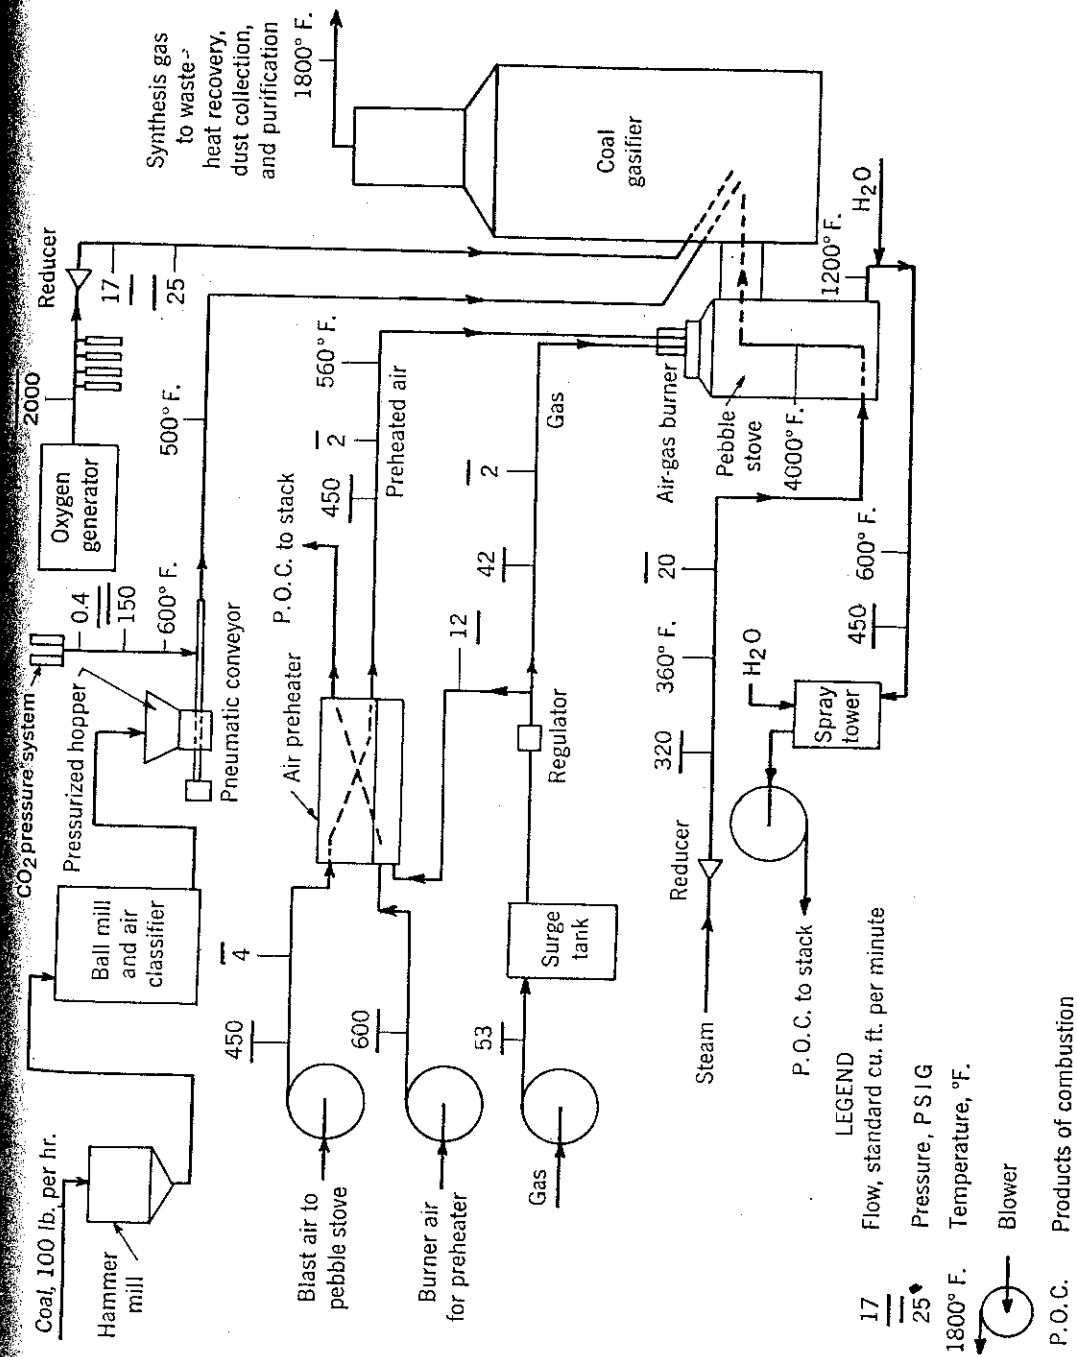 Coal, 100 lb. per hr.
Hammer
mill
Ball mill
and air
classifier
CO2 pressure system
Pressurized hopper
Pneumatic conveyor
0.4
150
600° F.
500° F.
Oxygen
generator
2000
Reducer
17
25
Synthesis gas
to waste-
heat recovery,
dust collection,
and purification
1800° F.
Coal
gasifier
Blast air to
pebble stove
450
4
Air preheater
P.O.C. to stack
450
2
560° F.
Preheated air
Burner air
for preheater
600
Gas
53
Surge
tank
Regulator
12
42
2
Gas
Air-gas burner
Pebble
stove
4000° F.
1200° F.
H2O
Steam
Reducer
320
360° F.
20
P.O.C. to stack
Spray
tower
H2O
450
600° F.
LEGEND
17 Flow, standard cu. ft. per minute
25 Pressure, PSIG
1800° F. Temperature, °F.
Blower
P.O.C. Products of combustion